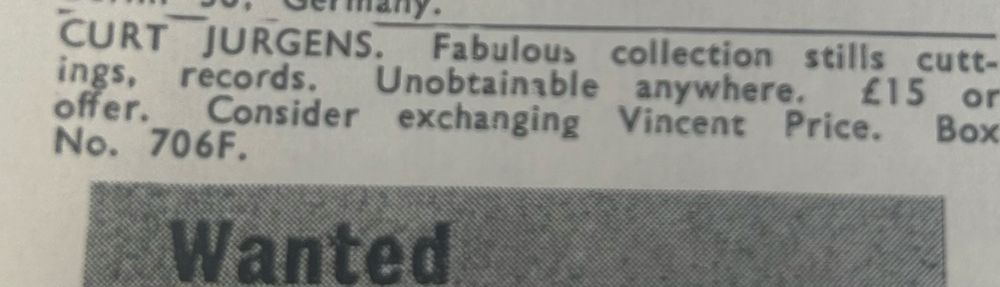 Germany.
CURT JURGENS. Fabulous collection stills cutt-
ings, records. Unobtainable anywhere. £15 or
offer. Consider exchanging Vincent Price. Box
No. 706F.
Wanted